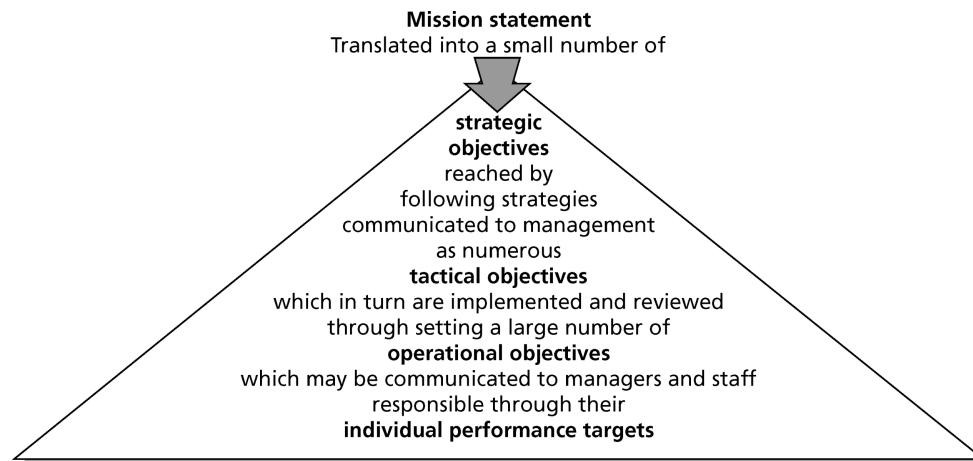 Mission statement
Translated into a small number of
strategic
objectives
reached by
following strategies
communicated to management
as numerous
tactical objectives
which in turn are implemented and reviewed
through setting a large number of
operational objectives
which may be communicated to managers and staff
responsible through their
individual performance targets